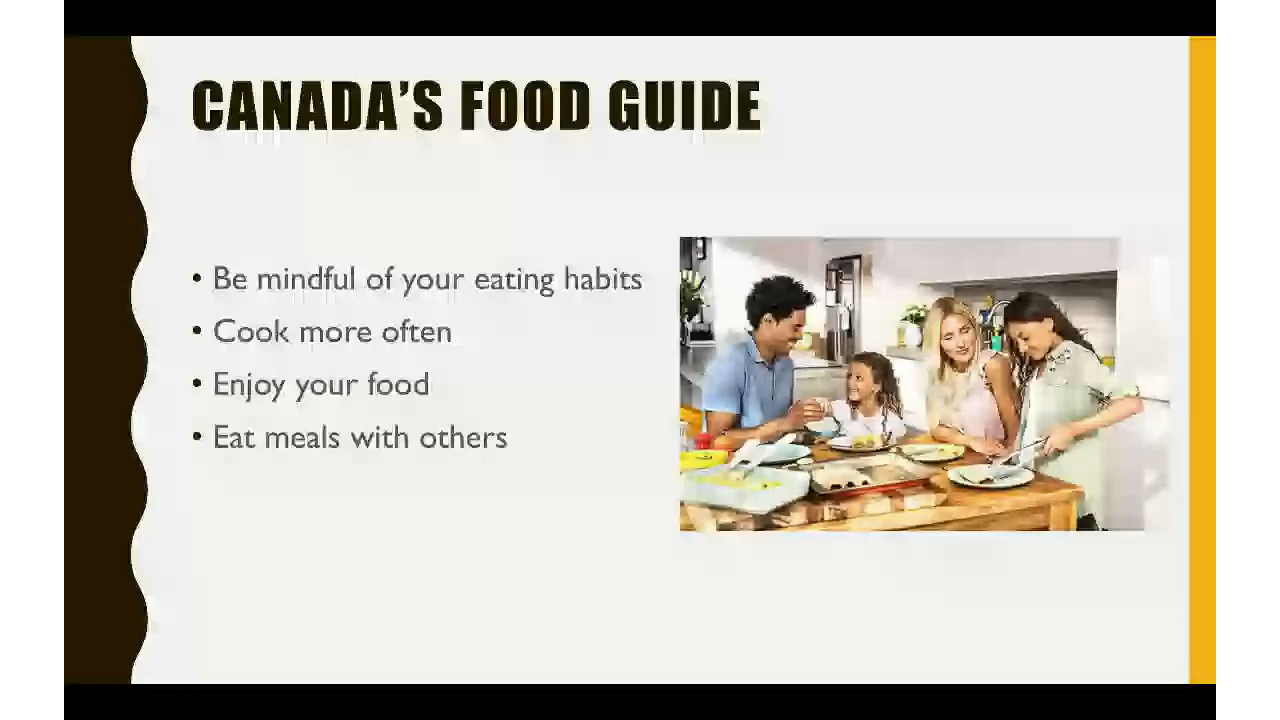 CANADA'S FOOD GUIDE
• Be mindful of your eating habits
• Cook more often
• Enjoy your food
• Eat meals with others